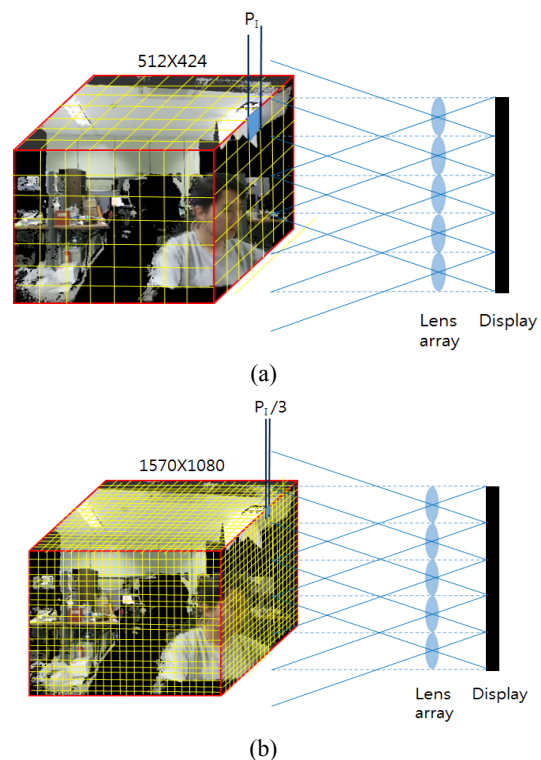 P_I
512X424
Lens
array
Display
(a)
P_I/3
1570X1080
Lens
array
Display
(b)